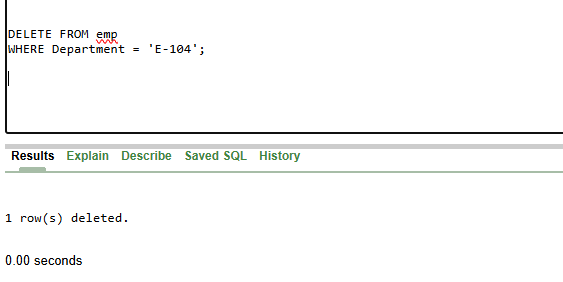 DELETE FROM emp
WHERE Department = 'E-104';
Results Explain Describe Saved SQL History
1 row(s) deleted.
0.00 seconds